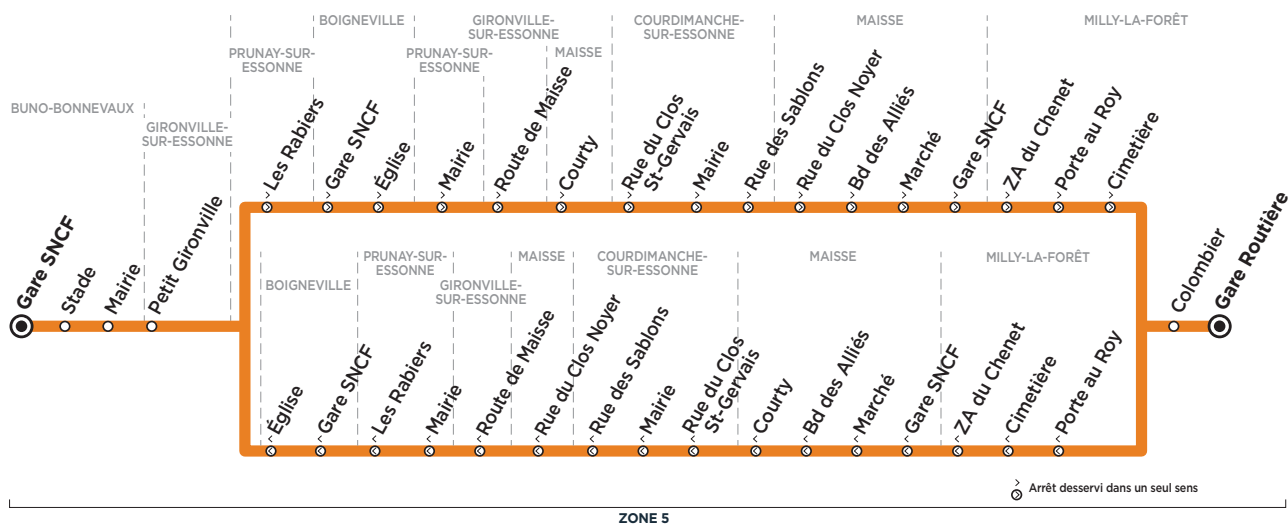 BUNO-BONNEVAUX
GIRONVILLE-
SUR-ESSONNE
PRUNAY-SUR-
ESSONNE
BOIGNEVILLE
PRUNAY-SUR-
ESSONNE
GIRONVILLE-
SUR-ESSONNE
MAISSE
COURDIMANCHE-
SUR-ESSONNE
MAISSE
MILLY-LA-FORÊT
Gare SNCF
Stade
Mairie
Petit Gironville
Les Rabiers
Gare SNCF
Église
Mairie
Route de Maisse
Courty
Rue du Clos
St-Gervais
Mairie
Rue des Sablons
Rue du Clos Noyer
Bd des Alliés
Marché
Gare SNCF
ZA du Chenet
Porte au Roy
Cimetière
Colombier
Gare Routière
BOIGNEVILLE
PRUNAY-SUR-
ESSONNE
GIRONVILLE-
SUR-ESSONNE
MAISSE
COURDIMANCHE-
SUR-ESSONNE
MAISSE
MILLY-LA-FORÊT
Église
Gare SNCF
Les Rabiers
Mairie
Route de Maisse
Rue du Clos Noyer
Rue des Sablons
Mairie
Rue du Clos
St-Gervais
Courty
Bd des Alliés
Marché
Gare SNCF
ZA du Chenet
Cimetière
Porte au Roy
Arrêt desservi dans un seul sens
ZONE 5